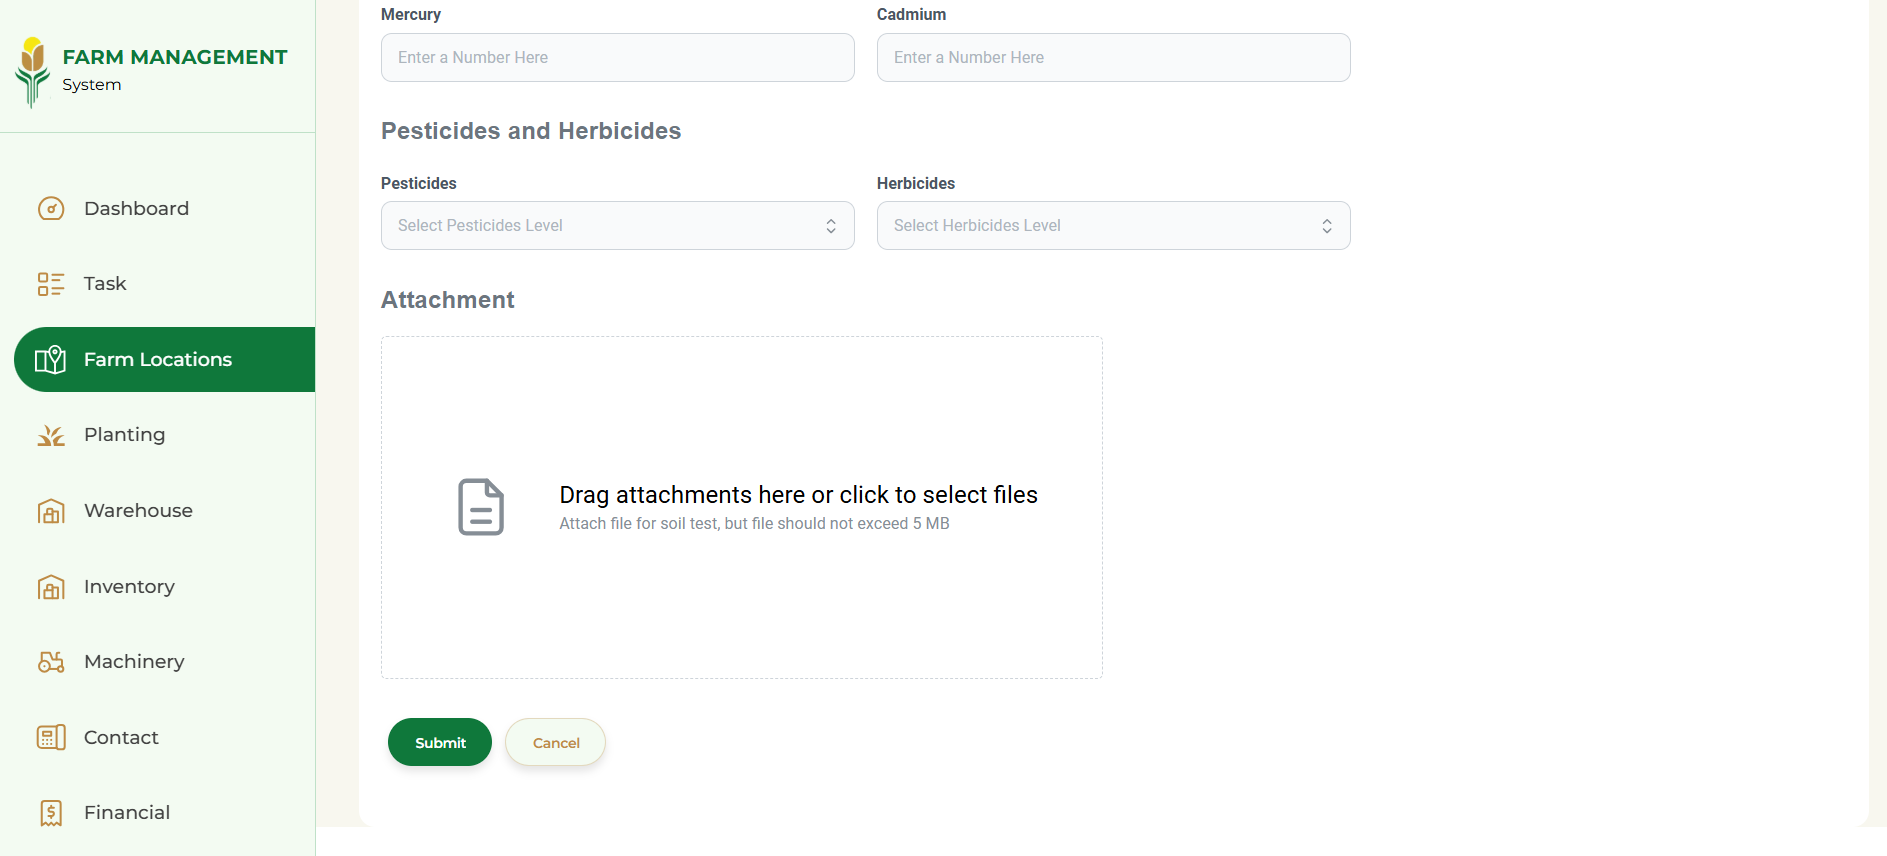 FARM MANAGEMENT
System
Dashboard
Task
Farm Locations
Planting
Warehouse
Inventory
Machinery
Contact
Financial
Mercury
Cadmium
Enter a Number Here
Enter a Number Here
Pesticides and Herbicides
Pesticides
Herbicides
Select Pesticides Level
Select Herbicides Level
Attachment
Drag attachments here or click to select files
Attach file for soil test, but file should not exceed 5 MB
Submit
Cancel